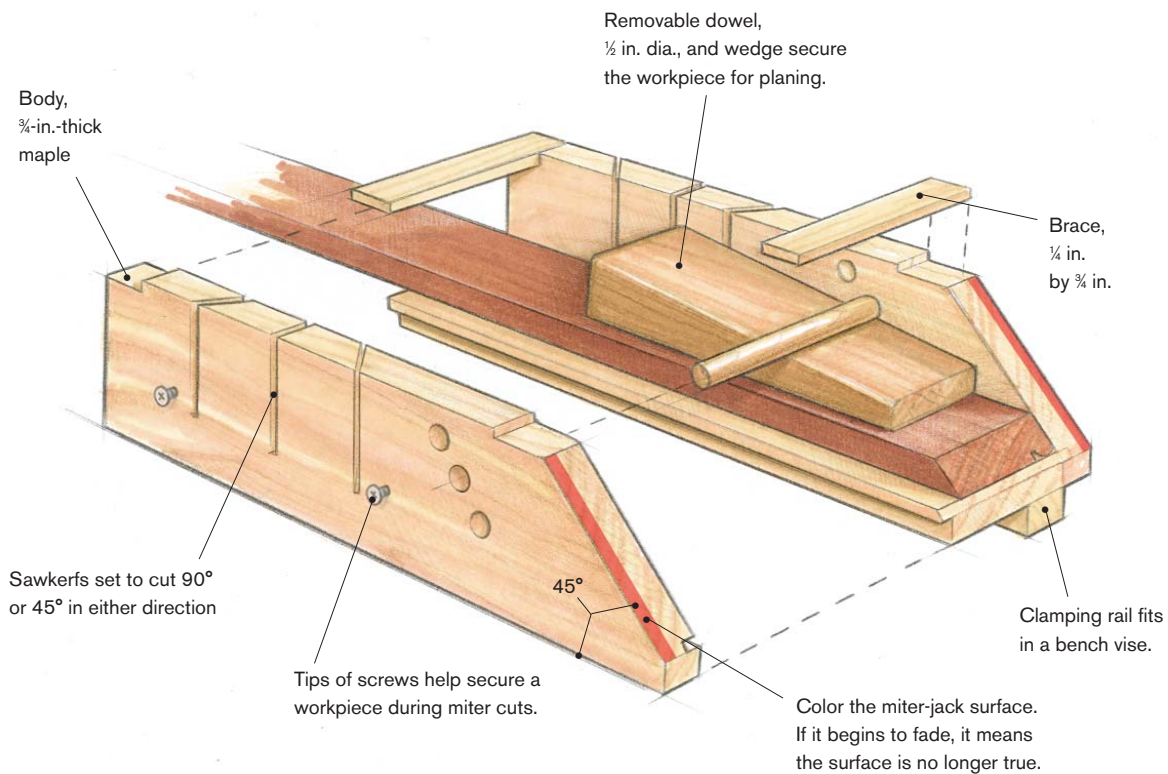 Removable dowel,
½ in. dia., and wedge secure
the workpiece for planing.
Body,
¾-in.-thick
maple
Brace,
¼ in.
by ¾ in.
Sawkerfs set to cut 90°
or 45° in either direction
45°
Tips of screws help secure a
workpiece during miter cuts.
Clamping rail fits
in a bench vise.
Color the miter-jack surface.
If it begins to fade, it means
the surface is no longer true.